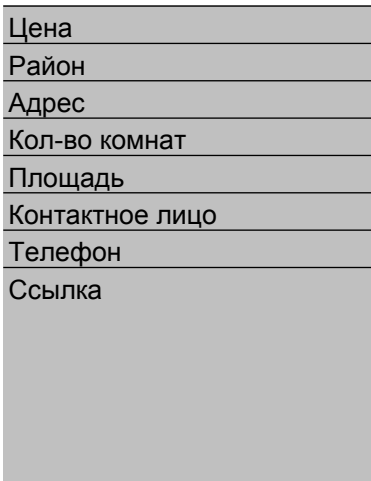 Цена
Район
Адрес
Кол-во комнат
Площадь
Контактное лицо
Телефон
Ссылка